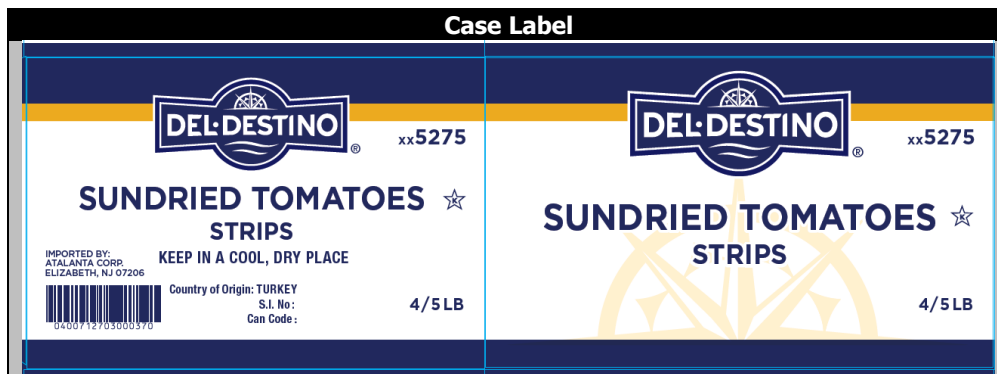 Case Label
DEL·DESTINO
®
xx5275
SUNDRIED TOMATOES
K
STRIPS
IMPORTED BY:
ATALANTA CORP.
ELIZABETH, NJ 07206
KEEP IN A COOL, DRY PLACE
Country of Origin: TURKEY
S.I. No:
Can Code:
0400712703000370
4/5 LB
DEL·DESTINO
®
xx5275
SUNDRIED TOMATOES
K
STRIPS
4/5 LB